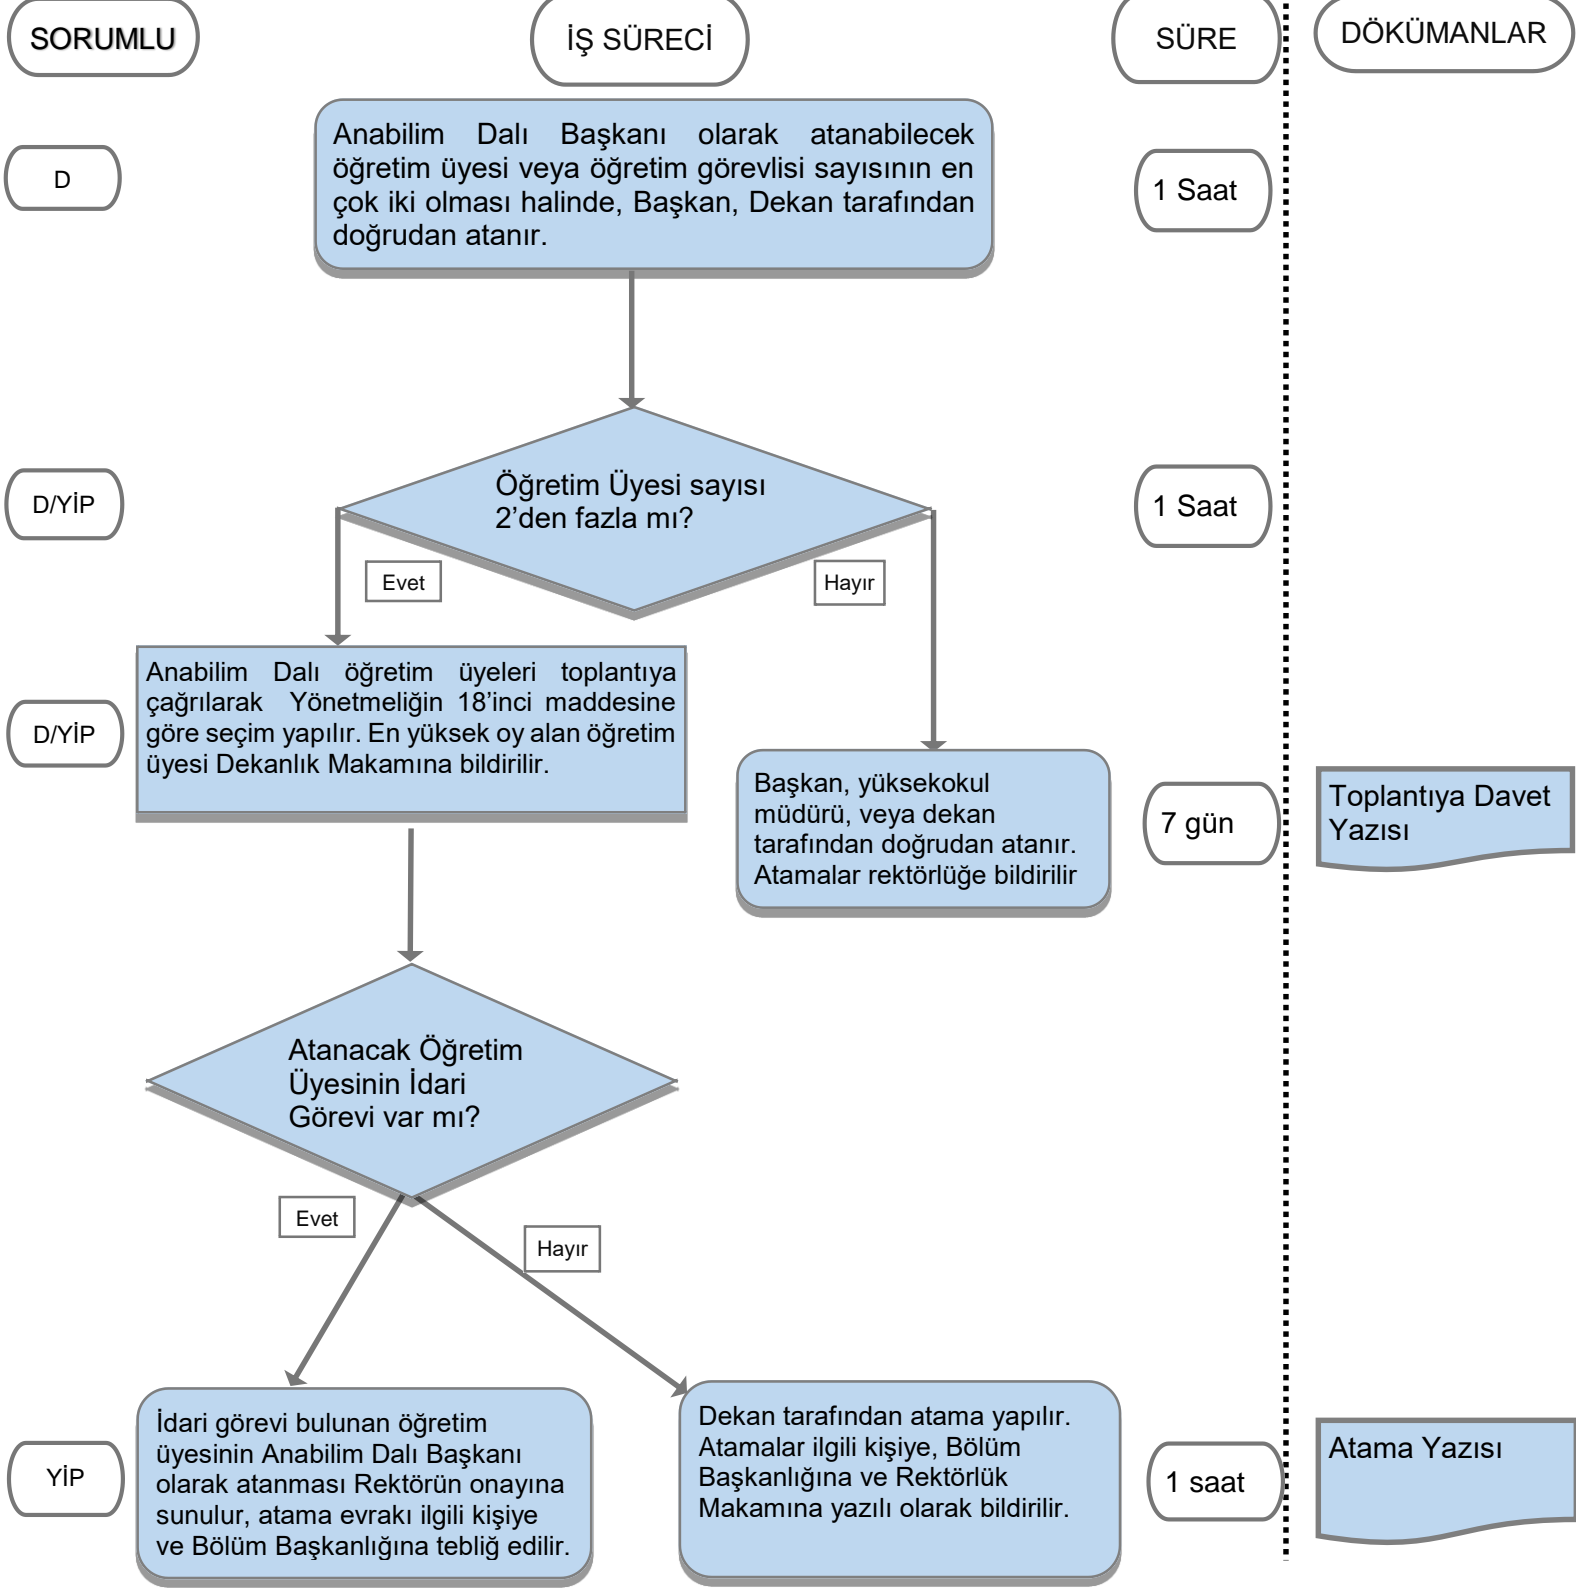 SORUMLU
İŞ SÜRECİ
SÜRE
DÖKÜMANLAR
D
Anabilim Dalı Başkanı olarak atanabilecek
öğretim üyesi veya öğretim görevlisi sayısının en
çok iki olması halinde, Başkan, Dekan tarafından
doğrudan atanır.
1 Saat
D/YİP
Öğretim Üyesi sayısı
2’den fazla mı?
1 Saat
Evet
Hayır
D/YİP
Anabilim Dalı öğretim üyeleri toplantıya
çağrılarak Yönetmeliğin 18’inci maddesine
göre seçim yapılır. En yüksek oy alan öğretim
üyesi Dekanlık Makamına bildirilir.
Başkan, yüksekokul
müdürü, veya dekan
tarafından doğrudan atanır.
Atamalar rektörlüğe bildirilir
7 gün
Toplantıya Davet
Yazısı
Atanacak Öğretim
Üyesinin İdari
Görevi var mı?
Evet
Hayır
YİP
İdari görevi bulunan öğretim
üyesinin Anabilim Dalı Başkanı
olarak atanması Rektörün onayına
sunulur, atama evrakı ilgili kişiye
ve Bölüm Başkanlığına tebliğ edilir.
Dekan tarafından atama yapılır.
Atamalar ilgili kişiye, Bölüm
Başkanlığına ve Rektörlük
Makamına yazılı olarak bildirilir.
1 saat
Atama Yazısı